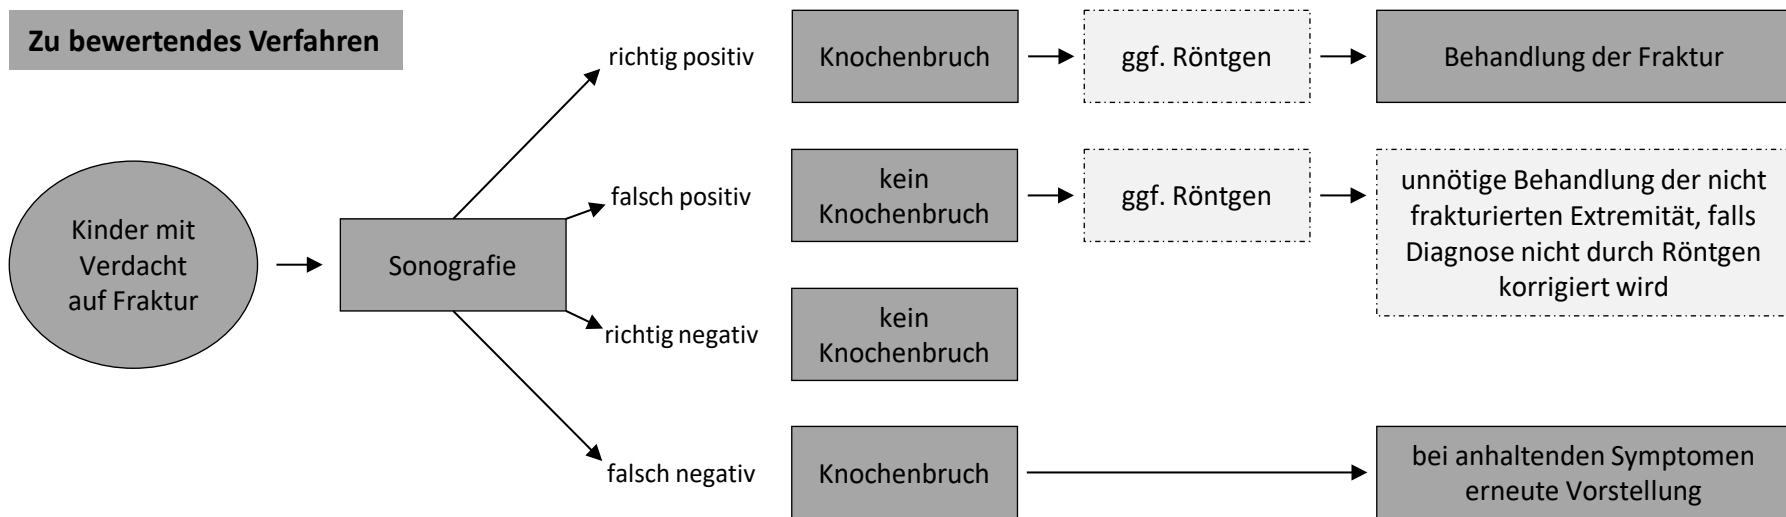 Zu bewertendes Verfahren
Kinder mit
Verdacht
auf Fraktur
Sonografie
richtig positiv
Knochenbruch
ggf. Röntgen
Behandlung der Fraktur
falsch positiv
kein
Knochenbruch
ggf. Röntgen
unnötige Behandlung der nicht
frakturierten Extremität, falls
Diagnose nicht durch Röntgen
korrigiert wird
richtig negativ
kein
Knochenbruch
falsch negativ
Knochenbruch
bei anhaltenden Symptomen
erneute Vorstellung